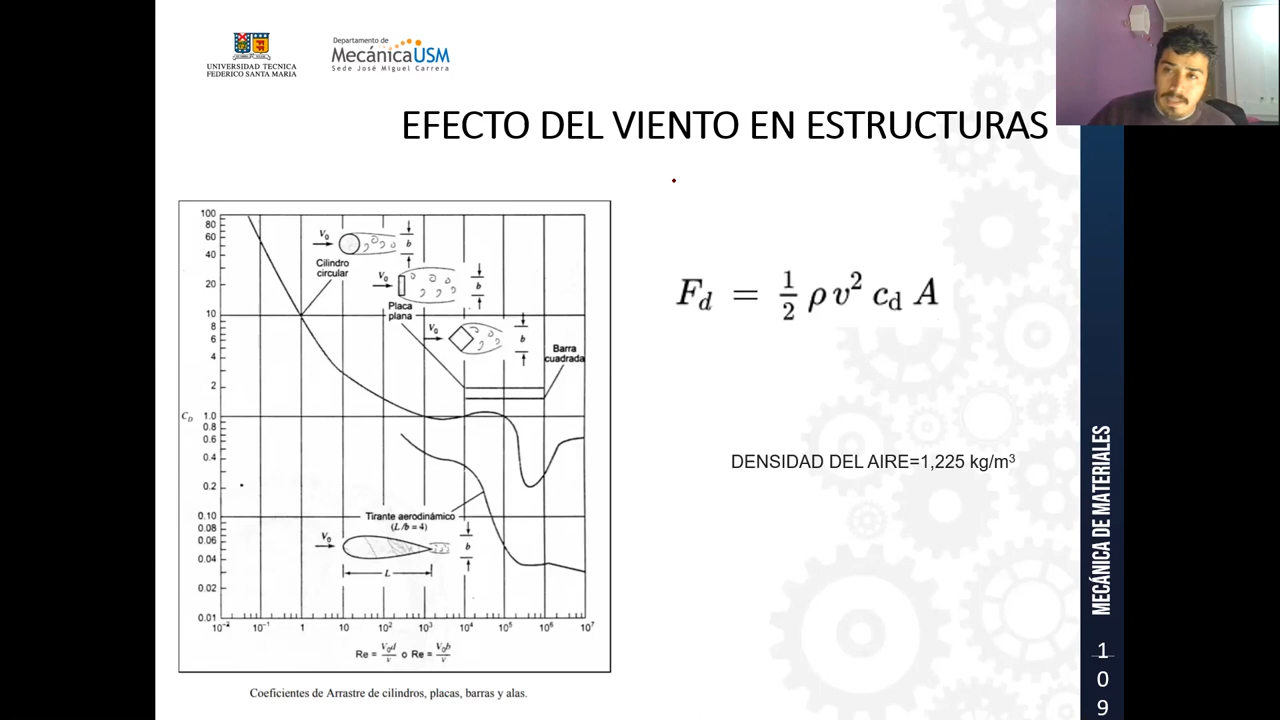 UNIVERSIDAD TECNICA
FEDERICO SANTA MARIA
Departamento de
MecánicaUSM
Sede José Miguel Carrera
EFECTO DEL VIENTO EN ESTRUCTURAS
100
80
60
40
20
10
8
6
4
2
1.0
0.8
0.6
0.4
0.2
0.10
0.08
0.06
0.04
0.02
0.01
C_D
V₀
b
Cilindro
circular
V₀
b
Placa
plana
V₀
b
Barra
cuadrada
Tirante aerodinámico
(L/b = 4)
V₀
b
L
10⁻² 10⁻¹ 1 10 10² 10³ 10⁴ 10⁵ 10⁶ 10⁷
Re = V₀d/ν o Re = V₀b/ν
Coeficientes de Arrastre de cilindros, placas, barras y alas.
F_d = 1/2 ρ v² c_d A
DENSIDAD DEL AIRE=1,225 kg/m³
MECÁNICA DE MATERIALES
1
0
9